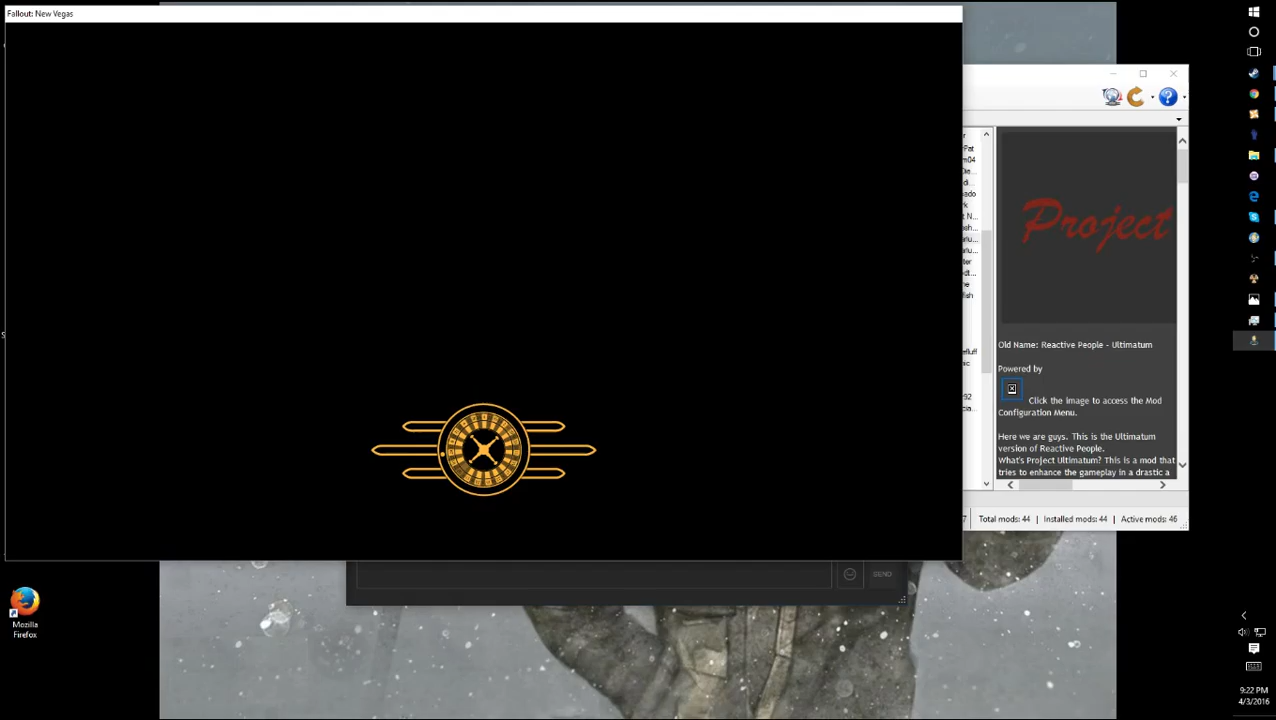 Fallout: New Vegas
Project
Old Name: Reactive People - Ultimatum
Powered by
Click the image to access the Mod
Configuration Menu.
Here we are guys. This is the Ultimatum
version of Reactive People.
What's Project Ultimatum? This is a mod that
tries to enhance the gameplay in a drastic a
Total mods: 44 | Installed mods: 44 | Active mods: 46
SEND
Mozilla
Firefox
9:22 PM
4/3/2016